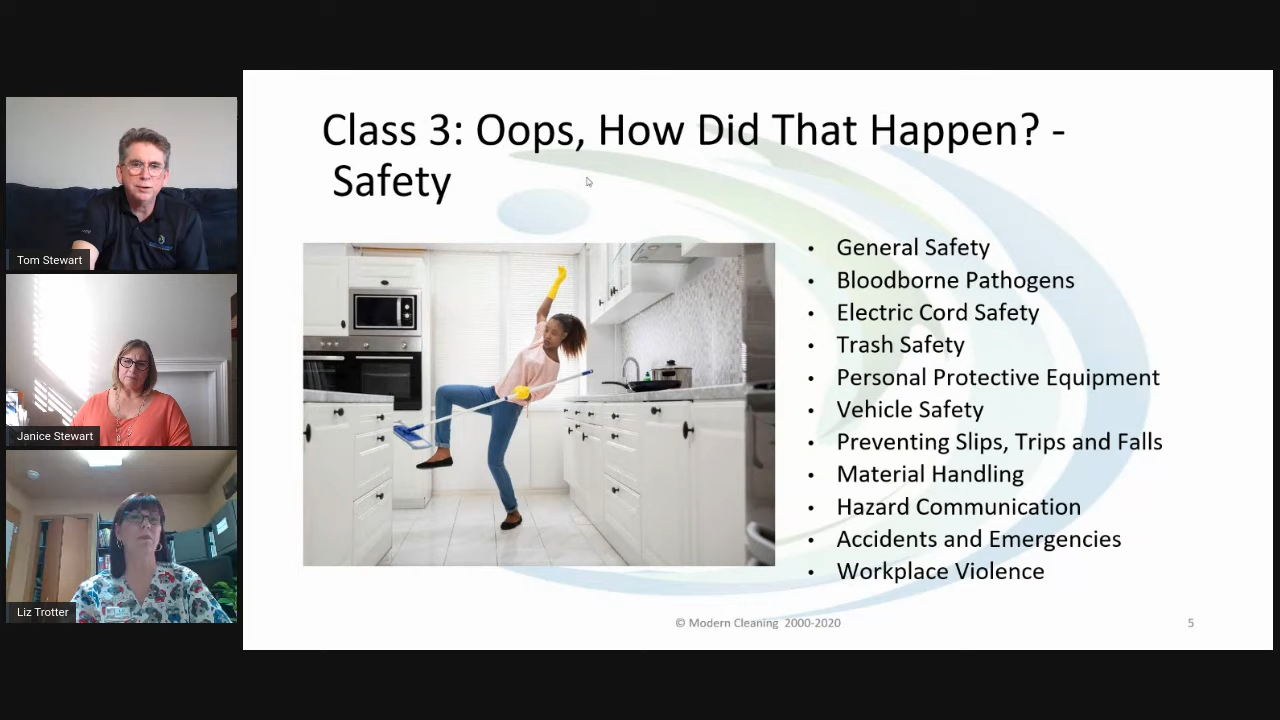 Class 3: Oops, How Did That Happen? -
Safety
Tom Stewart
Janice Stewart
Liz Trotter
• General Safety
• Bloodborne Pathogens
• Electric Cord Safety
• Trash Safety
• Personal Protective Equipment
• Vehicle Safety
• Preventing Slips, Trips and Falls
• Material Handling
• Hazard Communication
• Accidents and Emergencies
• Workplace Violence
© Modern Cleaning 2000-2020
5